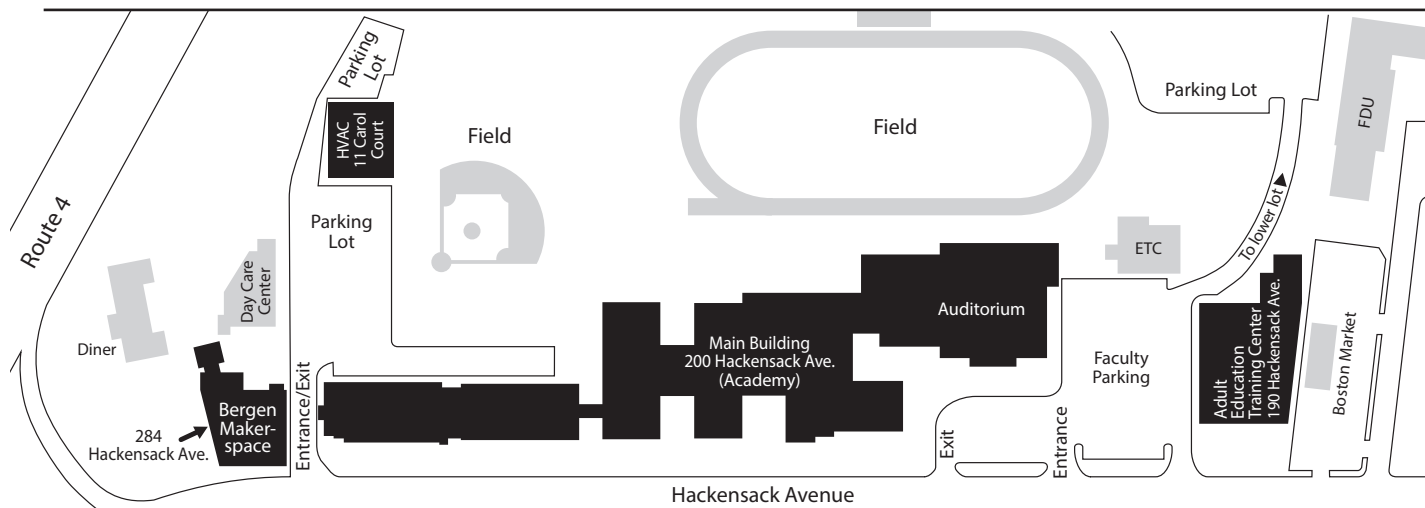 Parking
Lot
HVAC
11 Carol
Court
Field
Field
Parking Lot
FDU
Route 4
Parking
Lot
To lower lot ▶
ETC
Day Care
Center
Diner
Auditorium
Main Building
200 Hackensack Ave.
(Academy)
Faculty
Parking
Adult
Education
Training Center
190 Hackensack Ave.
Boston Market
Bergen
Maker-
space
284
Hackensack Ave.
Entrance/Exit
Exit
Entrance
Hackensack Avenue